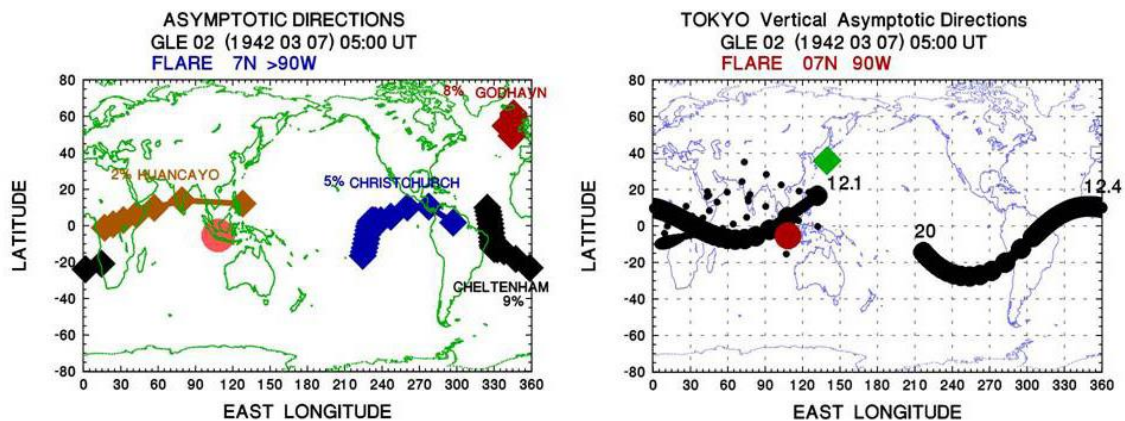 ASYMPTOTIC DIRECTIONS
GLE 02 (1942 03 07) 05:00 UT
FLARE 7N >90W
80
60
40
20
0
-20
-40
-60
-80
LATITUDE
8% GODHAVN
2% HUANCAYO
5% CHRISTCHURCH
CHELTENHAM
9%
0 30 60 90 120 150 180 210 240 270 300 330 360
EAST LONGITUDE
TOKYO Vertical Asymptotic Directions
GLE 02 (1942 03 07) 05:00 UT
FLARE 07N 90W
80
60
40
20
0
-20
-40
-60
-80
LATITUDE
12.1
12.4
20
0 30 60 90 120 150 180 210 240 270 300 330 360
EAST LONGITUDE